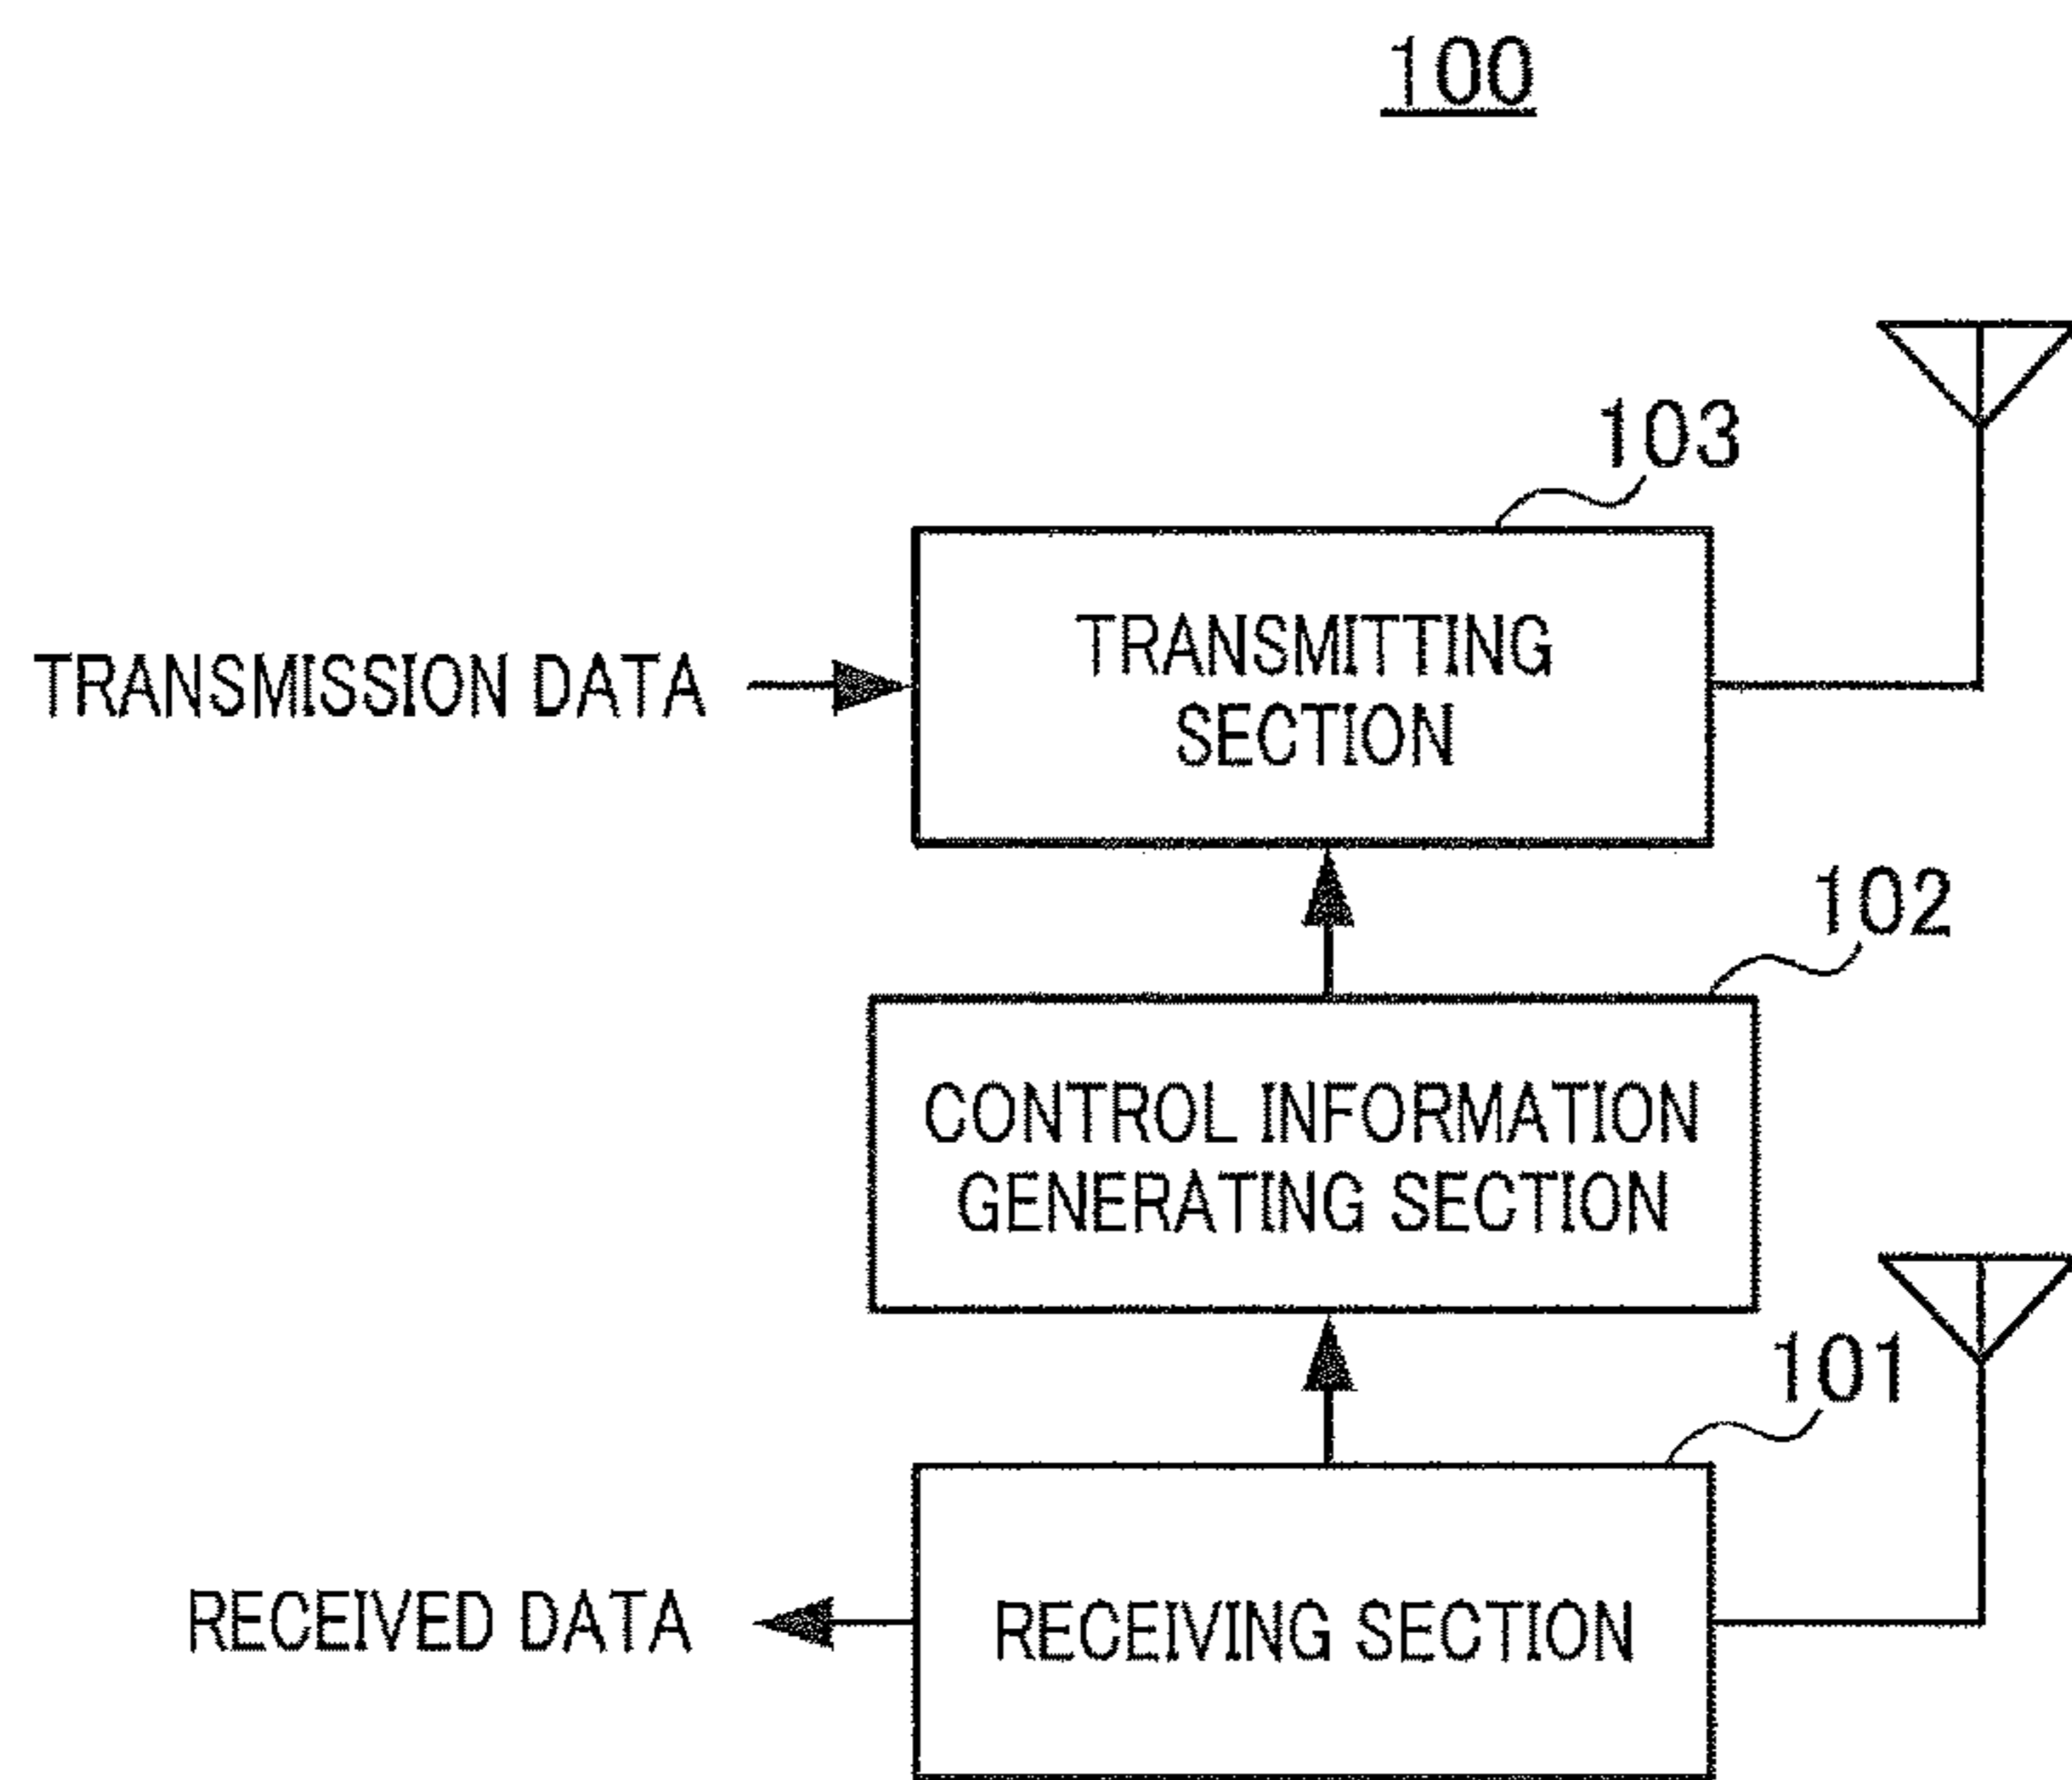 100
103
TRANSMISSION DATA
TRANSMITTING
SECTION
102
CONTROL INFORMATION
GENERATING SECTION
101
RECEIVED DATA
RECEIVING SECTION